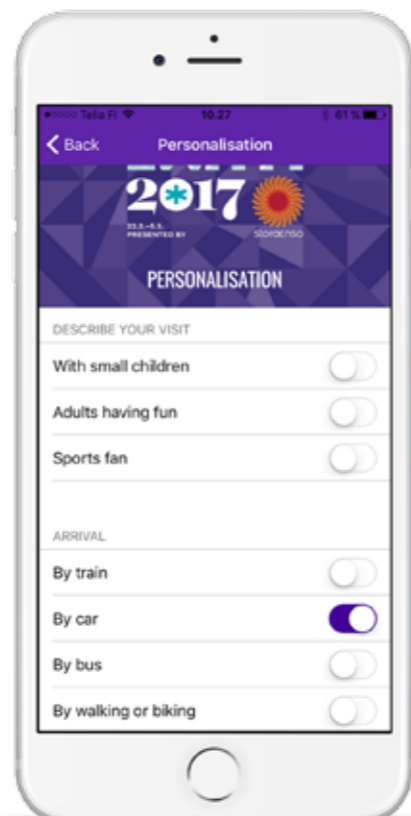 Telia FI 10.27 61 %
Back Personalisation
2017
PRESENTED BY
storaenso
PERSONALISATION
DESCRIBE YOUR VISIT
With small children
Adults having fun
Sports fan
ARRIVAL
By train
By car
By bus
By walking or biking